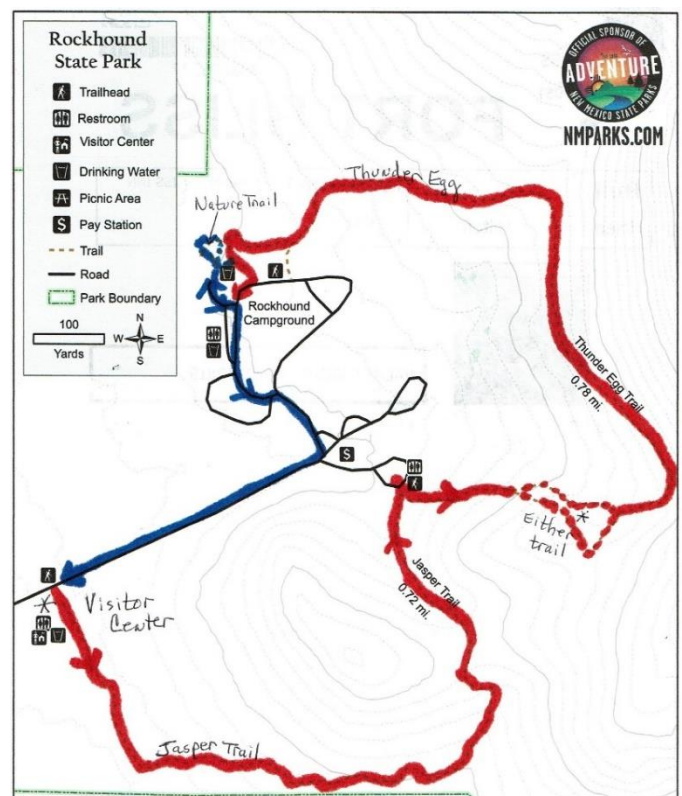 Rockhound
State Park
Trailhead
Restroom
Visitor Center
Drinking Water
Picnic Area
$ Pay Station
Trail
Road
Park Boundary
100
Yards
N
W E
S
OFFICIAL SPONSOR OF
ADVERTURE
NEW MEXICO STATE PARKS
NMPARKS.COM
Thunder Egg
Nature Trail
Rockhound
Campground
Thunder Egg Trail
0.78 mi.
$
Either
trail
Jasper Trail
0.72 mi.
Visitor
Center
Jasper Trail